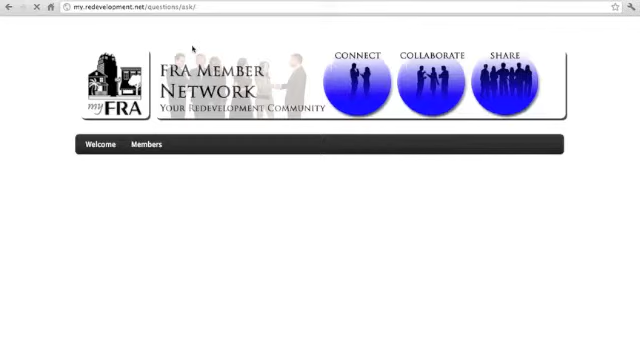 my.redevelopment.net/questions/ask/
CONNECT COLLABORATE SHARE
FRA MEMBER
NETWORK
YOUR REDEVELOPMENT COMMUNITY
myFRA
Welcome Members